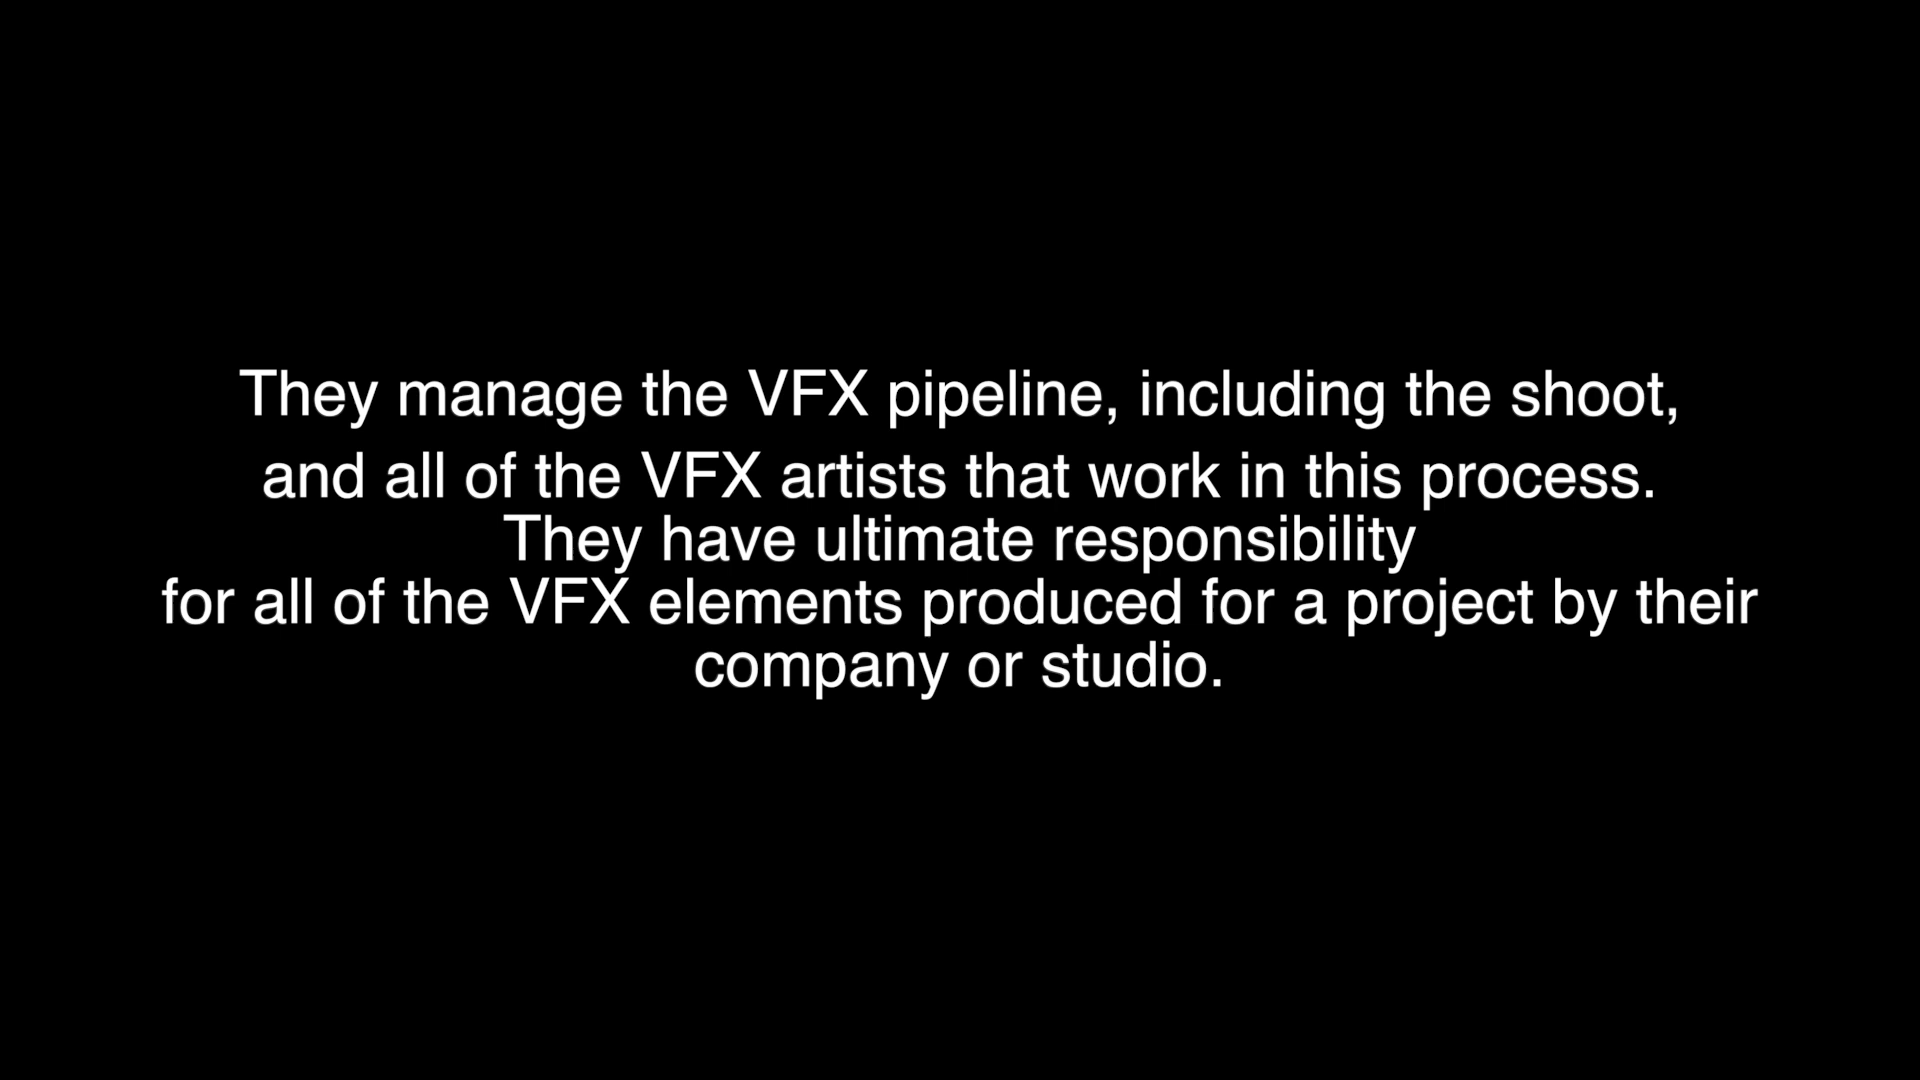 They manage the VFX pipeline, including the shoot,
and all of the VFX artists that work in this process.
They have ultimate responsibility
for all of the VFX elements produced for a project by their
company or studio.